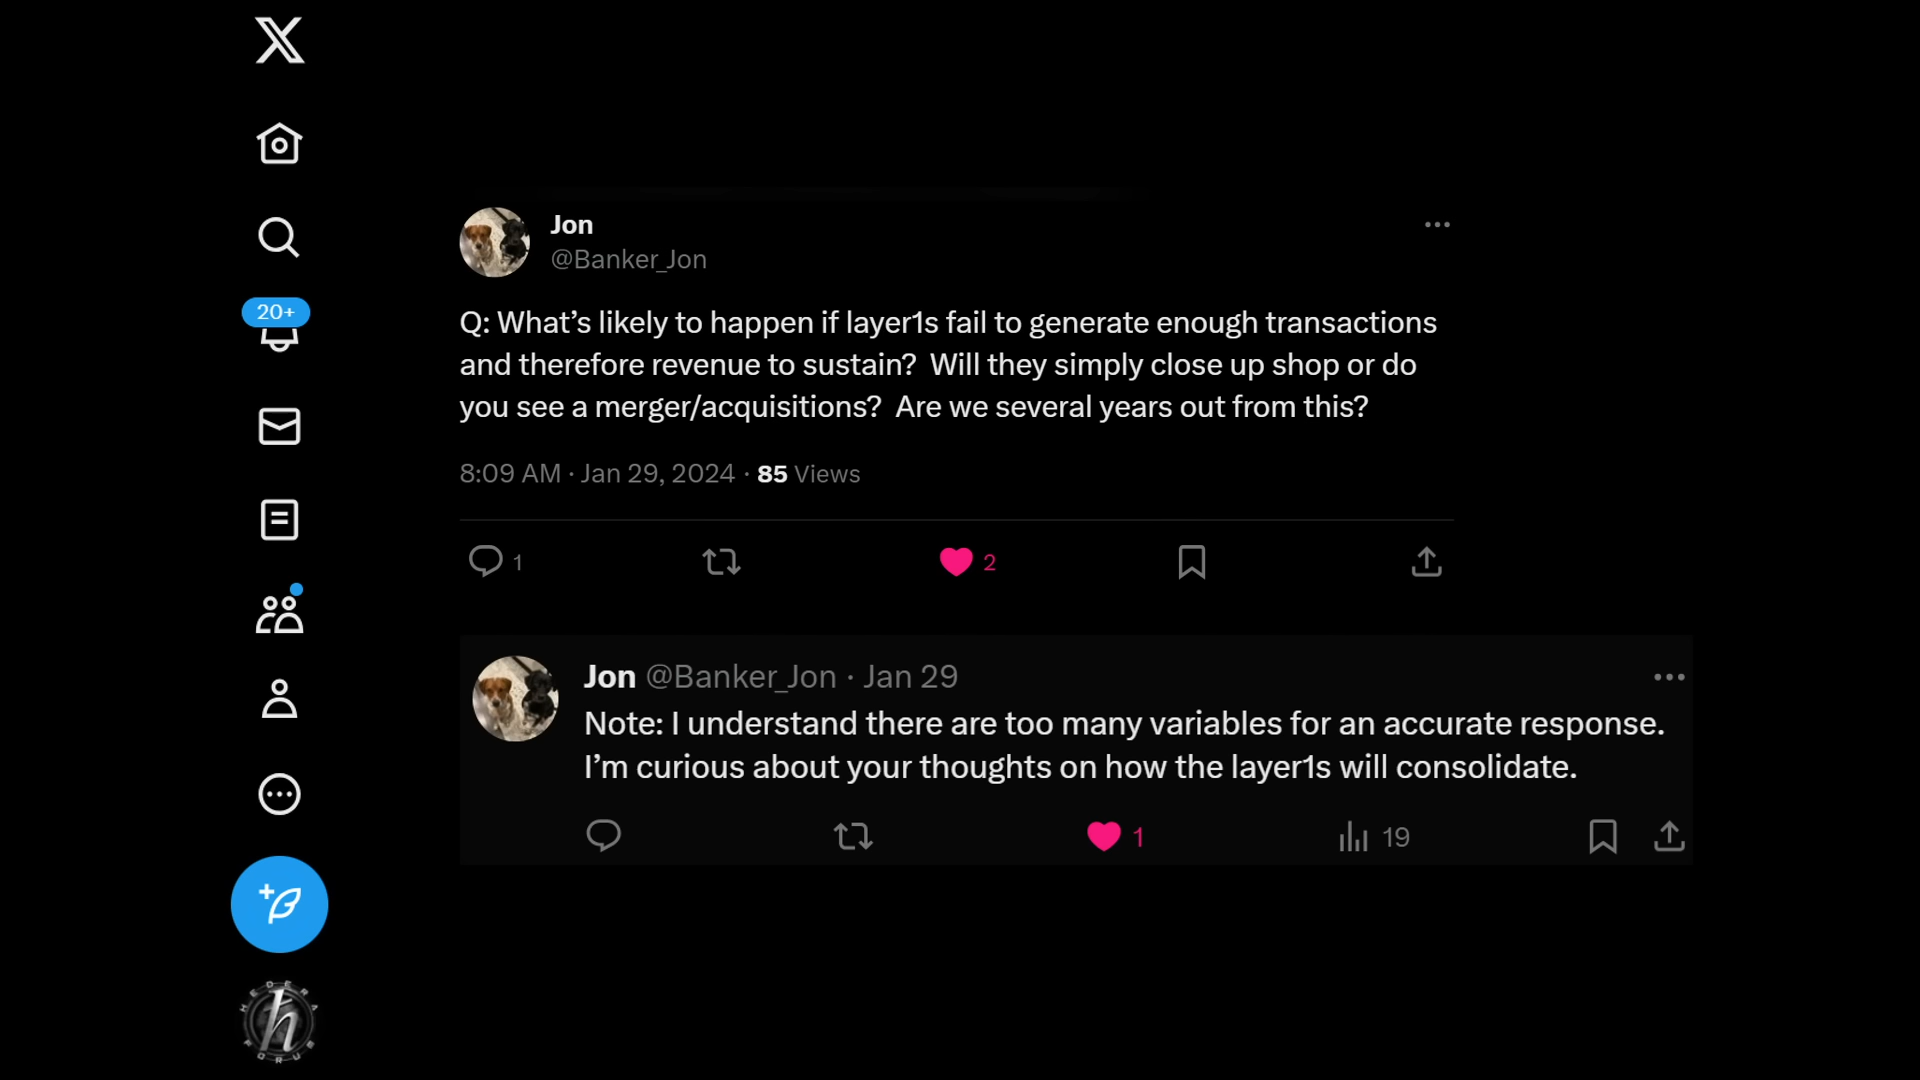 20+
Jon
@Banker_Jon
Q: What’s likely to happen if layer1s fail to generate enough transactions
and therefore revenue to sustain?  Will they simply close up shop or do
you see a merger/acquisitions?  Are we several years out from this?
8:09 AM · Jan 29, 2024 · 85 Views
1
2
Jon @Banker_Jon · Jan 29
Note: I understand there are too many variables for an accurate response.
I’m curious about your thoughts on how the layer1s will consolidate.
1
19
HEDERA